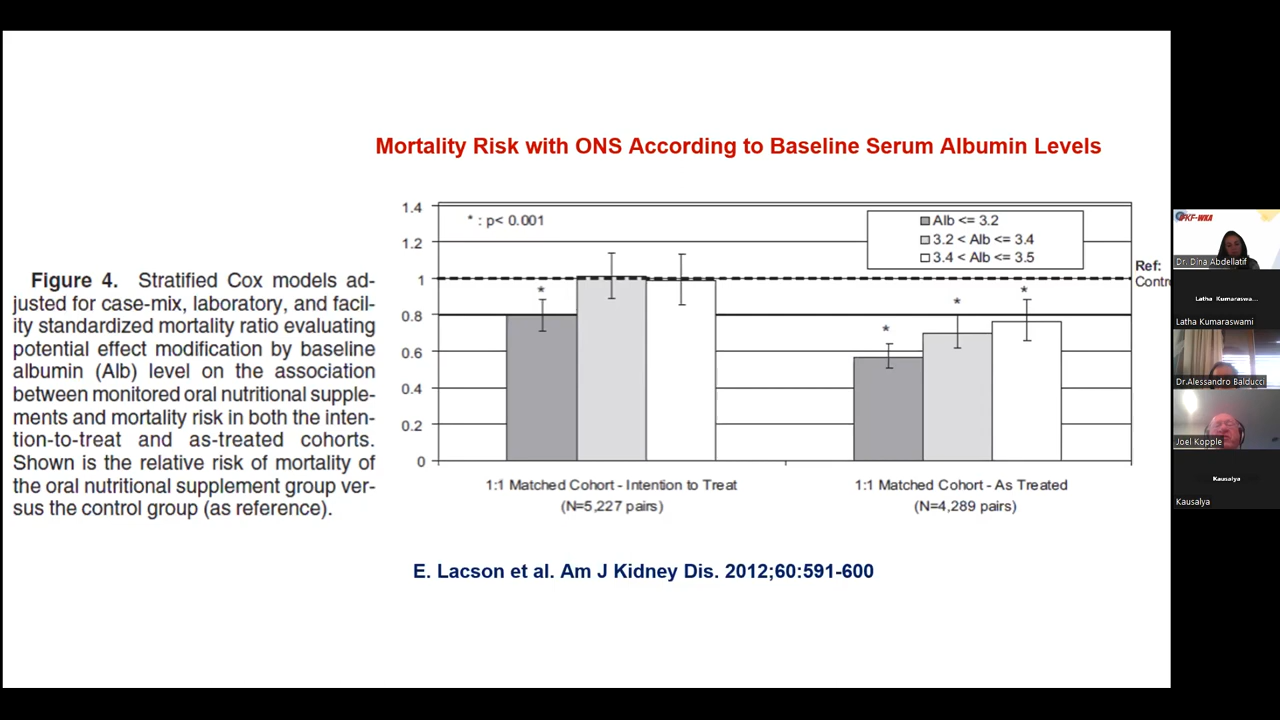 Mortality Risk with ONS According to Baseline Serum Albumin Levels
Figure 4. Stratified Cox models ad-
justed for case-mix, laboratory, and facil-
ity standardized mortality ratio evaluating
potential effect modification by baseline
albumin (Alb) level on the association
between monitored oral nutritional supple-
ments and mortality risk in both the inten-
tion-to-treat and as-treated cohorts.
Shown is the relative risk of mortality of
the oral nutritional supplement group ver-
sus the control group (as reference).
1.4
1.2
1
0.8
0.6
0.4
0.2
0
* : p< 0.001
Alb <= 3.2
3.2 < Alb <= 3.4
3.4 < Alb <= 3.5
Ref:
Contro
*
*
*
*
1:1 Matched Cohort - Intention to Treat
(N=5,227 pairs)
1:1 Matched Cohort - As Treated
(N=4,289 pairs)
E. Lacson et al. Am J Kidney Dis. 2012;60:591-600
IFKF-WKA
Dr. Dina Abdellatif
Latha Kumaraswa...
Latha Kumaraswami
Dr.Alessandro Balducci
Joel Kopple
Kausalya
Kausalya